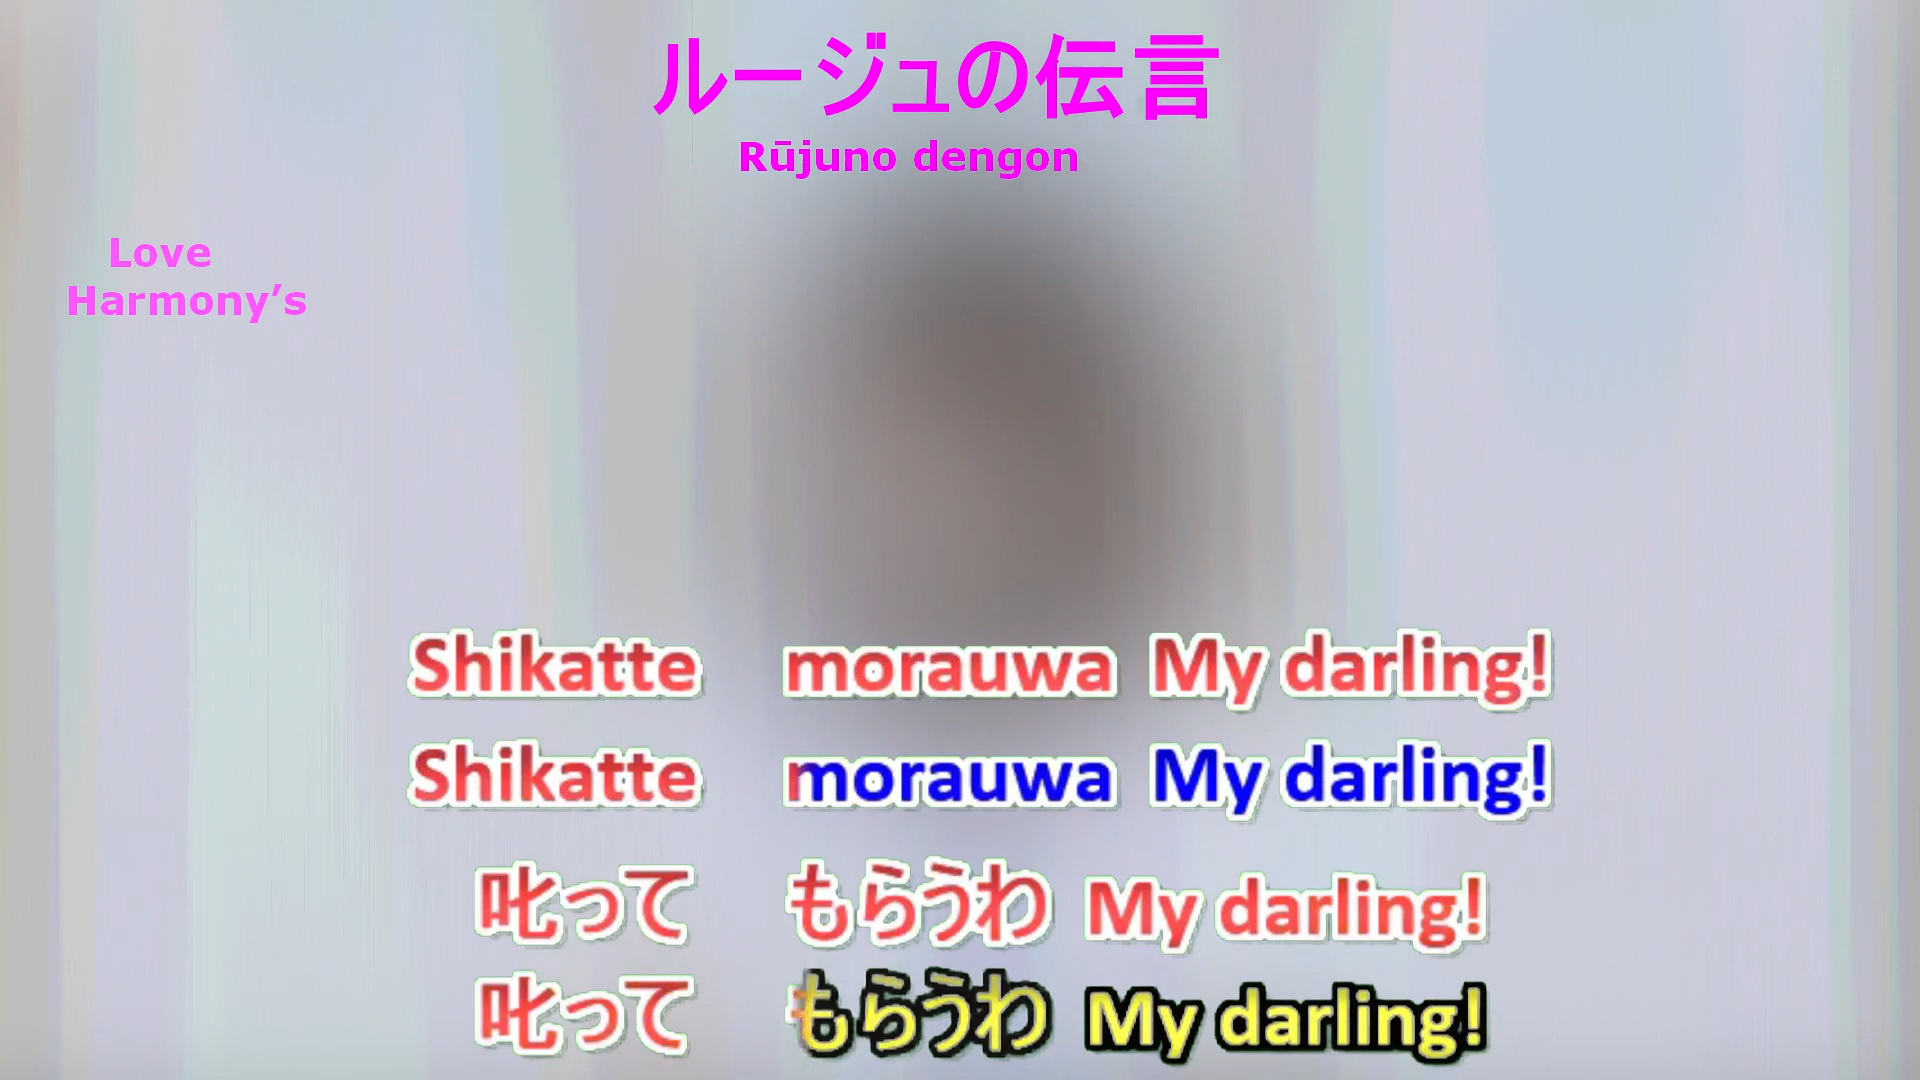 ルージュの伝言
Rūjuno dengon
Love
Harmony’s
Shikatte morauwa My darling!
Shikatte morauwa My darling!
叱って もらうわ My darling!
叱って もらうわ My darling!